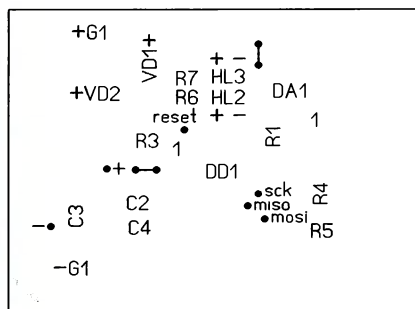 +G1
VD1+
+ −
R7 HL3
+VD2
R6 HL2
DA1
reset
+ −
1
R3
1
R1
+
DD1
C2
sck
R4
miso
C3
C4
mosi
R5
−
−G1